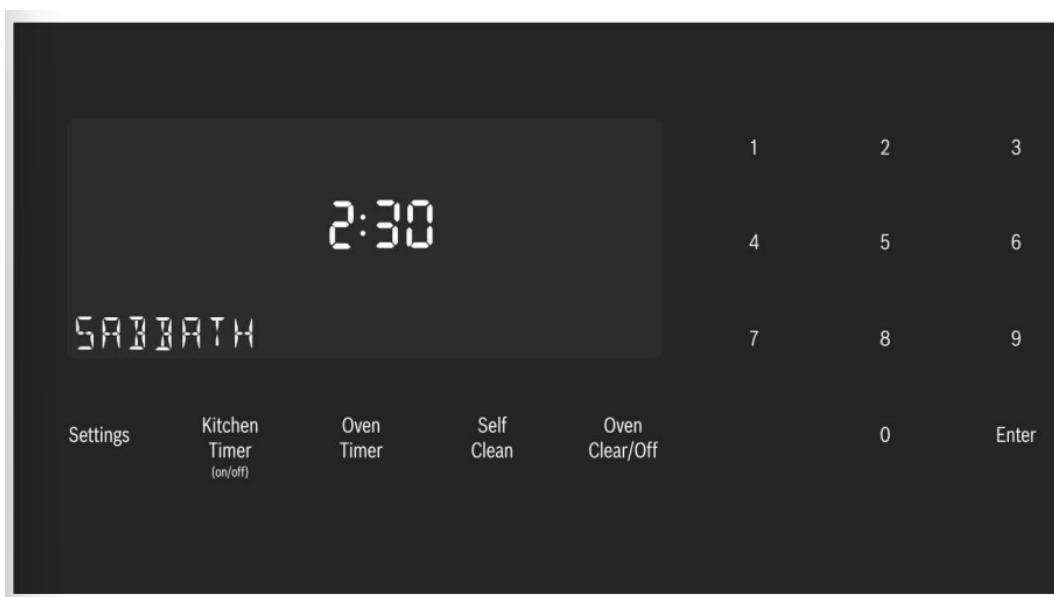 1 2 3
2:30
4 5 6
SABBATH
7 8 9
Settings Kitchen Timer (on/off) Oven Timer Self Clean Oven Clear/Off 0 Enter